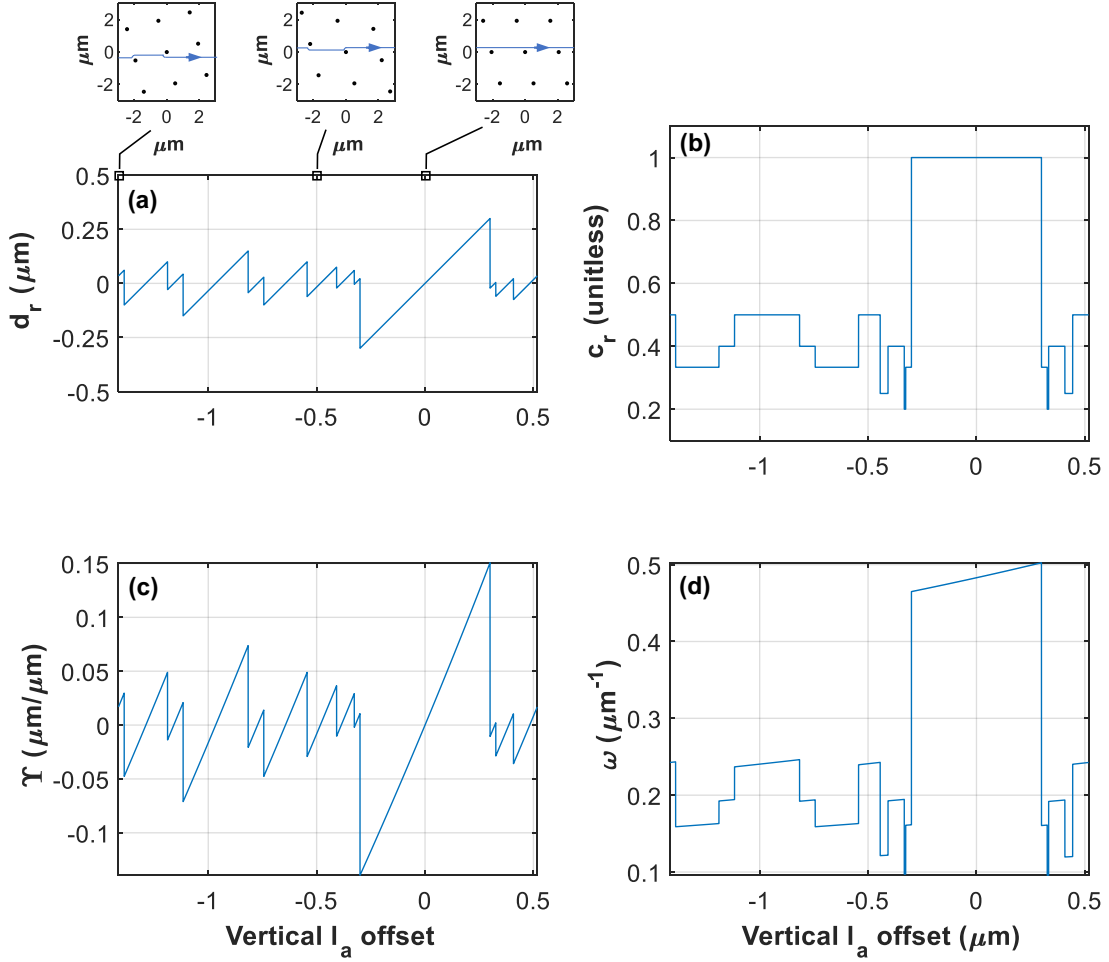 2
0
-2
μm
-2 0 2
μm
2
0
-2
μm
-2 0 2
μm
2
0
-2
μm
-2 0 2
μm
(a)
0.5
0.25
0
-0.25
-0.5
d_r (μm)
-1 -0.5 0 0.5
(b)
1
0.8
0.6
0.4
0.2
c_r (unitless)
-1 -0.5 0 0.5
(c)
0.15
0.1
0.05
0
-0.05
-0.1
ϒ (μm/μm)
-1 -0.5 0 0.5
Vertical l_a offset
(d)
0.5
0.4
0.3
0.2
0.1
ω (μm⁻¹)
-1 -0.5 0 0.5
Vertical l_a offset (μm)